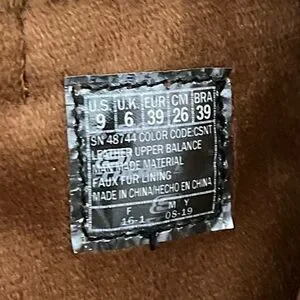 U.S. U.K. EUR CM BRA
9 6 39 26 39
SN 48744 COLOR CODE:CSNT
LEATHER UPPER BALANCE
MAN MADE MATERIAL
FAUX FUR LINING
MADE IN CHINA/HECHO EN CHINA
F M Y
16-1 08-19